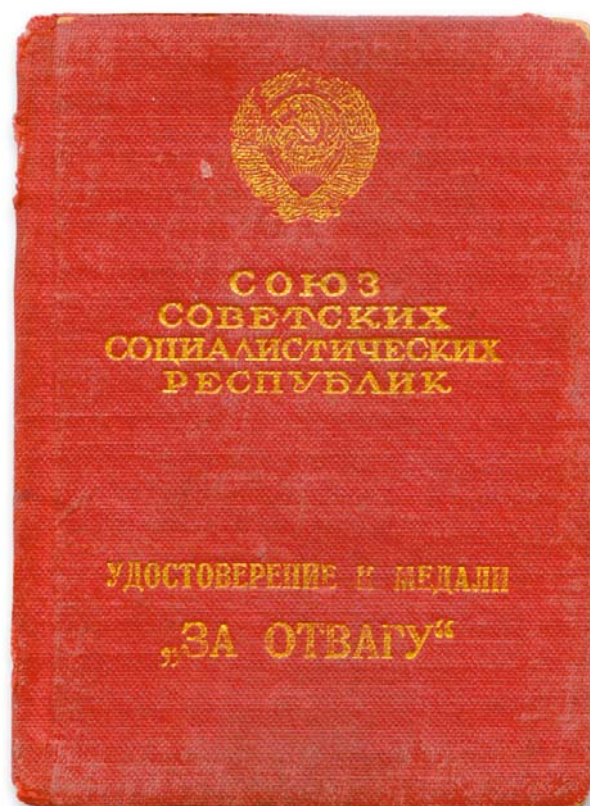 СОЮЗ
СОВЕТСКИХ
СОЦИАЛИСТИЧЕСКИХ
РЕСПУБЛИК
УДОСТОВЕРЕНИЕ К МЕДАЛИ
„ЗА ОТВАГУ“